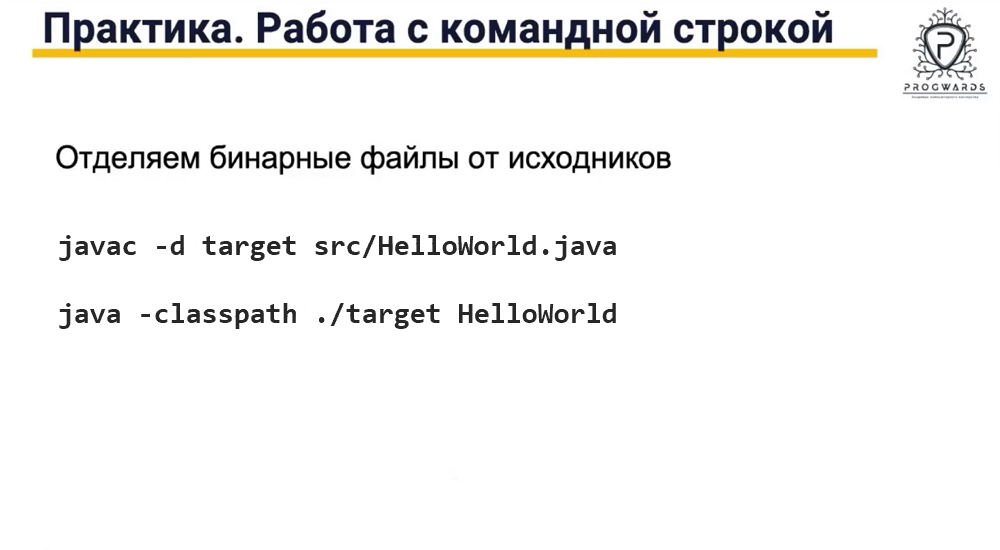 Практика. Работа с командной строкой
PROGWARDS
Отделяем бинарные файлы от исходников
javac -d target src/HelloWorld.java
java -classpath ./target HelloWorld